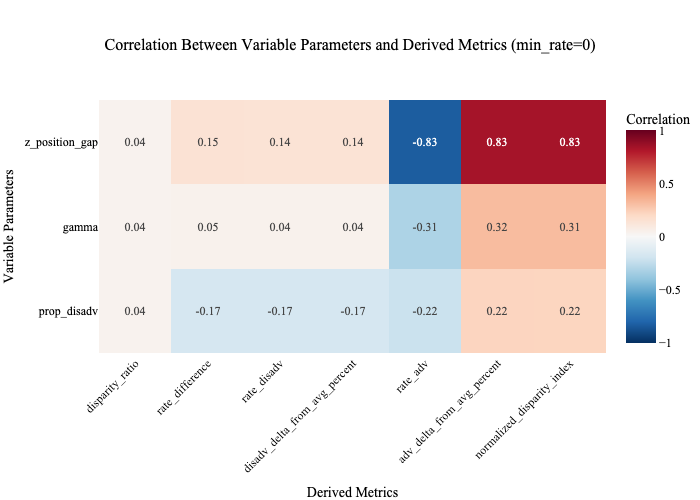 Correlation Between Variable Parameters and Derived Metrics (min_rate=0)
Correlation
1
0.5
0
−0.5
−1
Variable Parameters
z_position_gap 0.04 0.15 0.14 0.14 -0.83 0.83 0.83
gamma 0.04 0.05 0.04 0.04 -0.31 0.32 0.31
prop_disadv 0.04 -0.17 -0.17 -0.17 -0.22 0.22 0.22
disparity_ratio
rate_difference
rate_disadv
disadv_delta_from_avg_percent
rate_adv
adv_delta_from_avg_percent
normalized_disparity_index
Derived Metrics